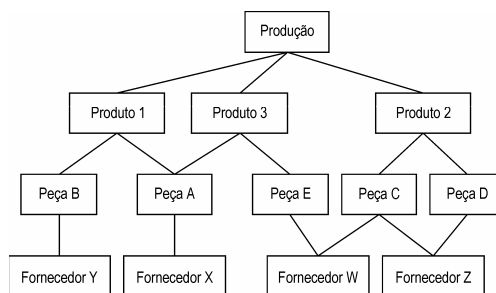 Produção
Produto 1
Produto 3
Produto 2
Peça B
Peça A
Peça E
Peça C
Peça D
Fornecedor Y
Fornecedor X
Fornecedor W
Fornecedor Z